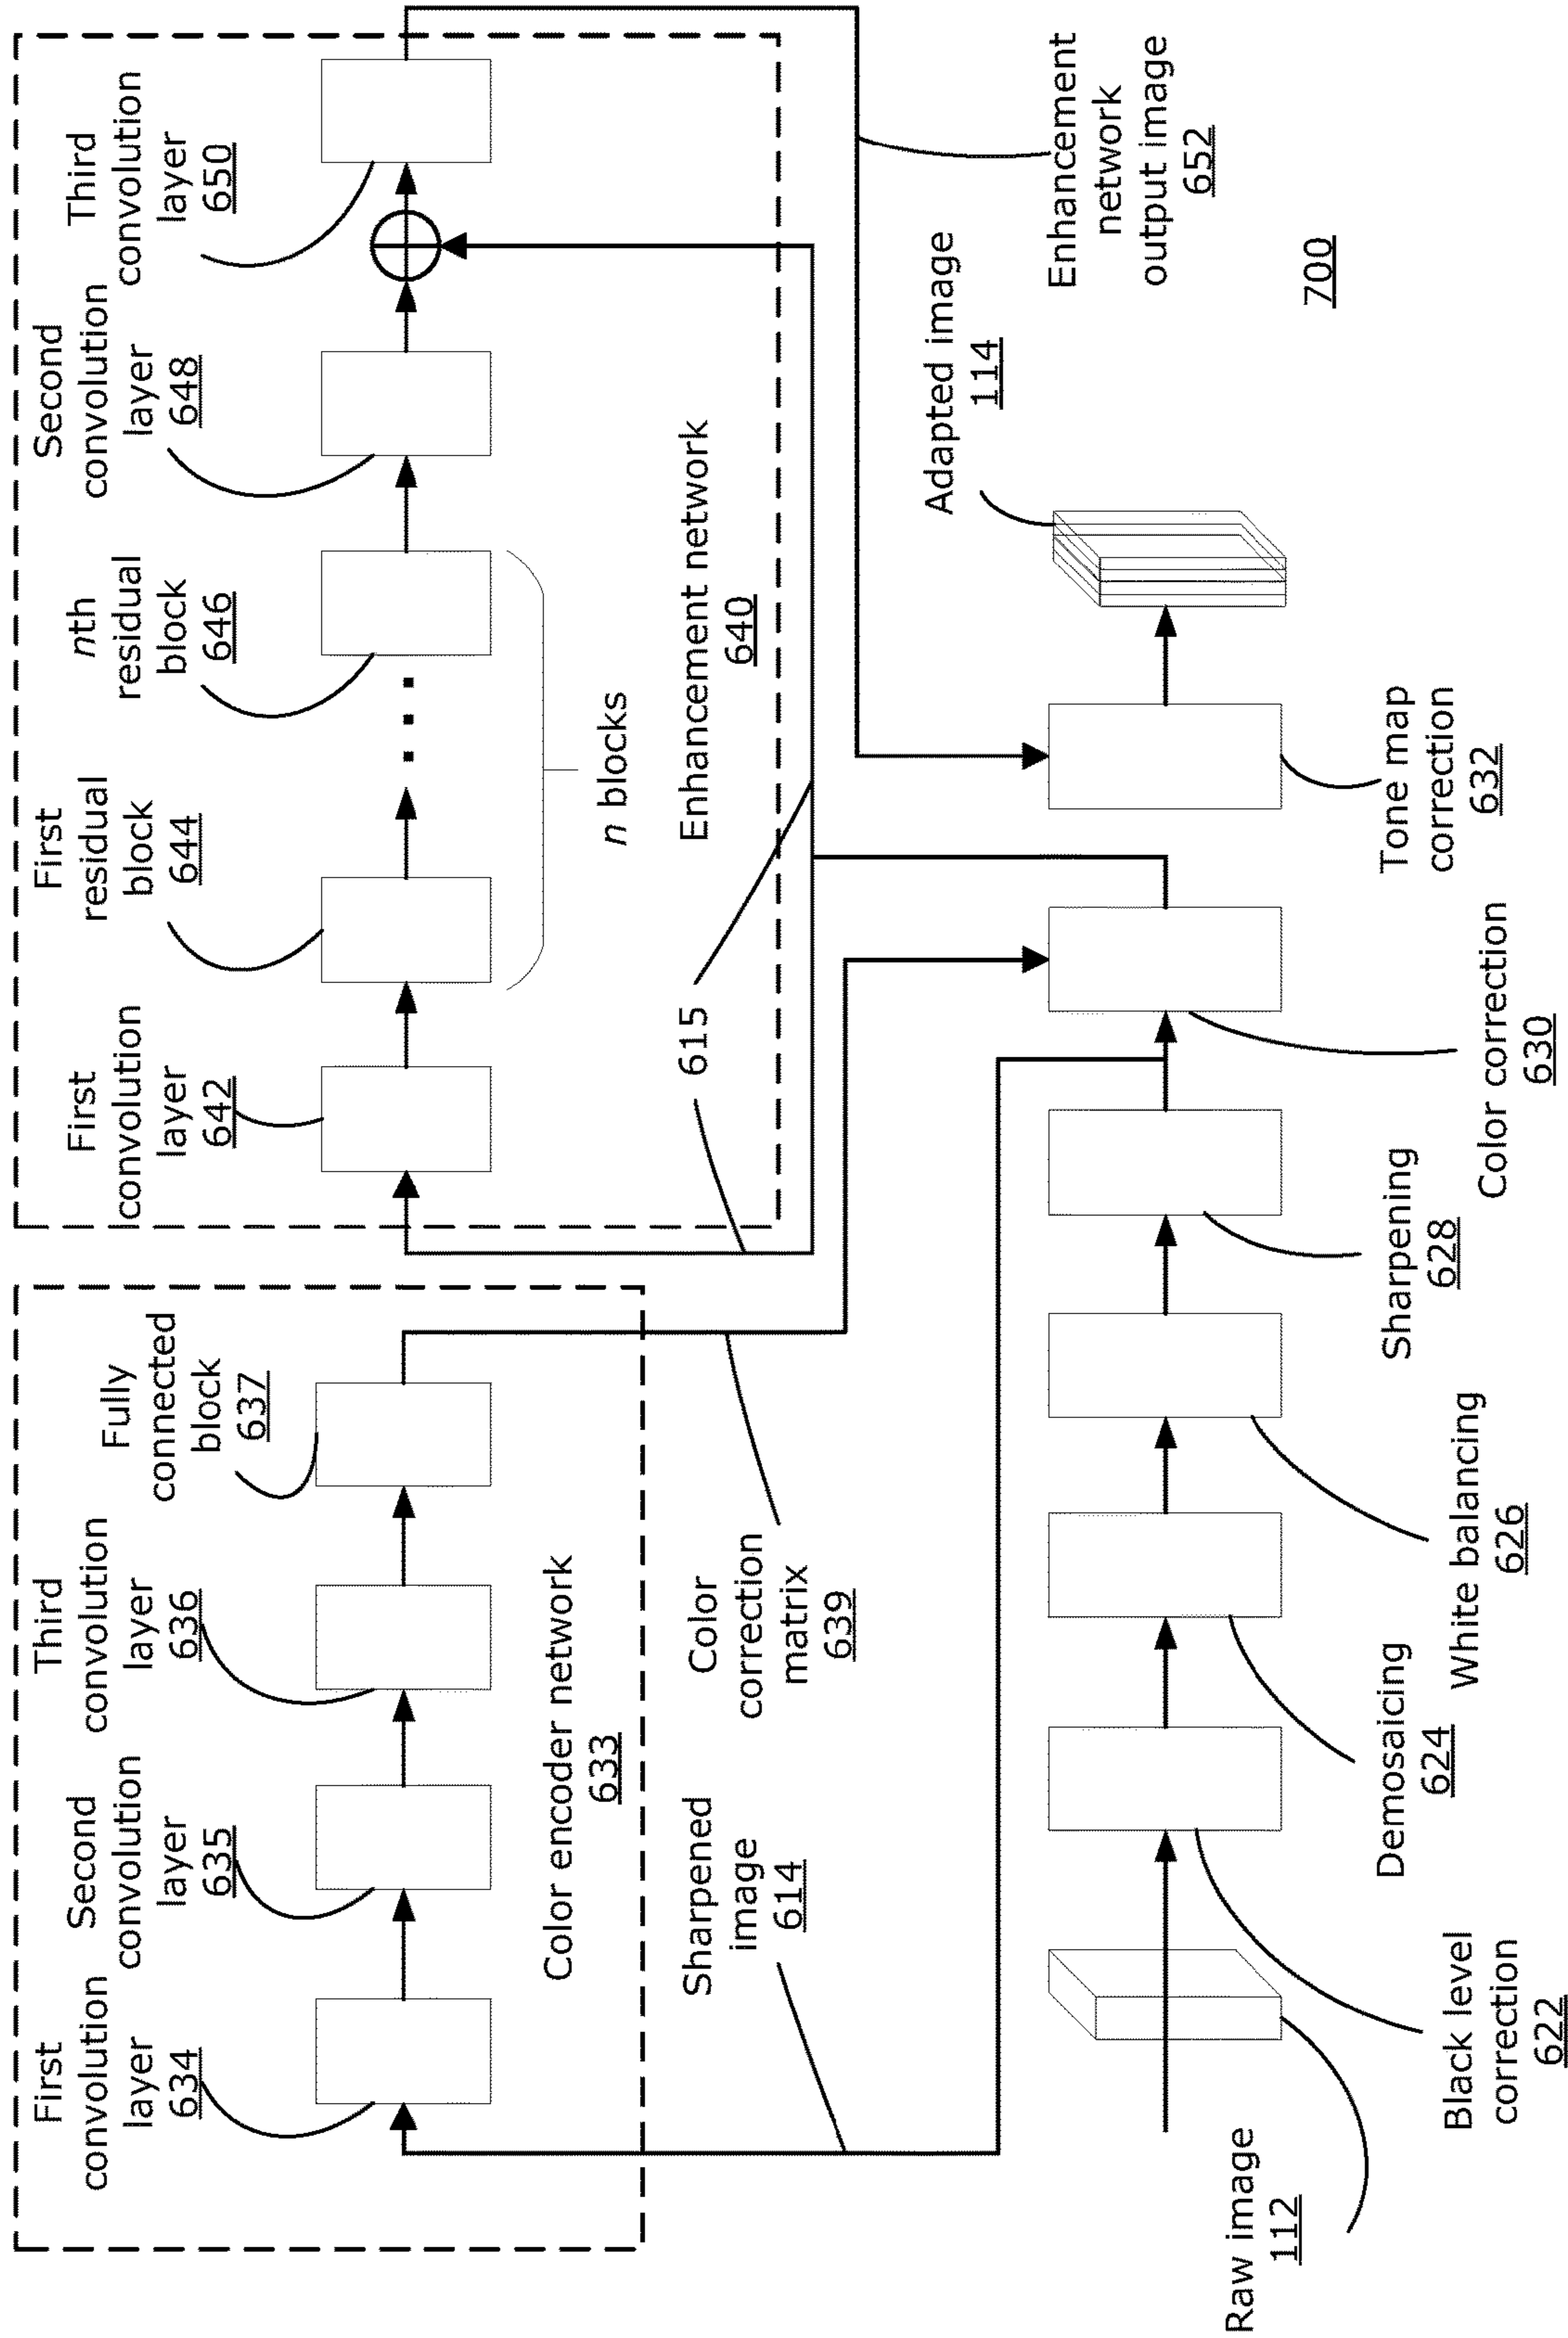 First
convolution
layer
634
Second
convolution
layer
635
Third
convolution
layer
636
Fully
connected
block
637
Color encoder network
633
First
convolution
layer
642
First
residual
block
644
nth
residual
block
646
Second
convolution
layer
648
Third
convolution
layer
650
n blocks
Enhancement network
640
Sharpened
image
614
Color
correction
matrix
639
615
Adapted image
114
Enhancement
network
output image
652
Raw image
112
Black level
correction
622
Demosaicing
624
White balancing
626
Sharpening
628
Color correction
630
Tone map
correction
632
700